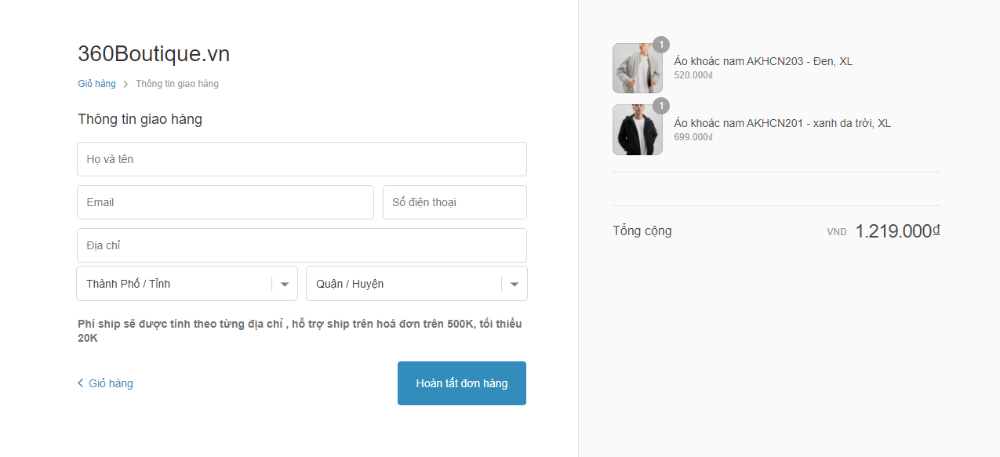 360Boutique.vn
Giỏ hàng > Thông tin giao hàng
Thông tin giao hàng
Họ và tên
Email
Số điện thoại
Địa chỉ
Thành Phố / Tỉnh
Quận / Huyện
Phí ship sẽ được tính theo từng địa chỉ , hỗ trợ ship trên hoá đơn trên 500K, tối thiểu
20K
Giỏ hàng
Hoàn tất đơn hàng
1
Áo khoác nam AKHCN203 - Đen, XL
520.000₫
1
Áo khoác nam AKHCN201 - xanh da trời, XL
699.000₫
Tổng cộng
VND 1.219.000₫